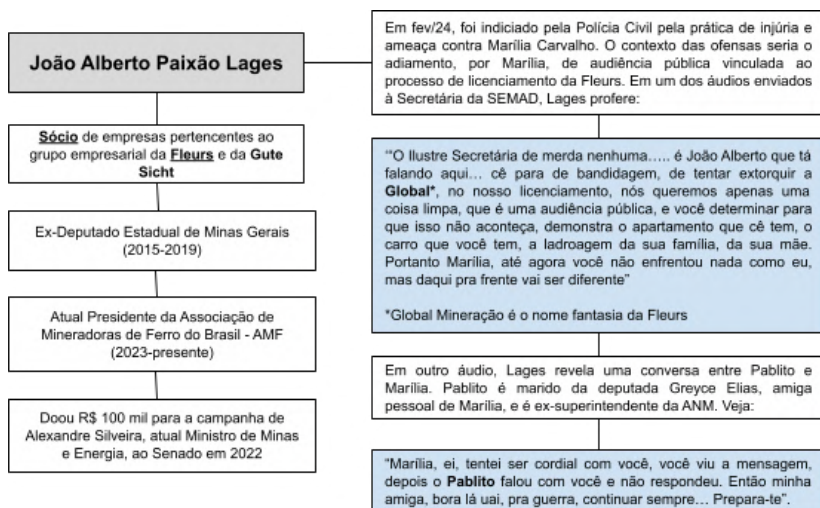 João Alberto Paixão Lages
Sócio de empresas pertencentes ao
grupo empresarial da Fleurs e da Gute
Sicht
Ex-Deputado Estadual de Minas Gerais
(2015-2019)
Atual Presidente da Associação de
Mineradoras de Ferro do Brasil - AMF
(2023-presente)
Doou R$ 100 mil para a campanha de
Alexandre Silveira, atual Ministro de Minas
e Energia, ao Senado em 2022
Em fev/24, foi indiciado pela Polícia Civil pela prática de injúria e
ameaça contra Marília Carvalho. O contexto das ofensas seria o
adiamento, por Marília, de audiência pública vinculada ao
processo de licenciamento da Fleurs. Em um dos áudios enviados
à Secretária da SEMAD, Lages profere:
"'O Ilustre Secretária de merda nenhuma..... é João Alberto que tá
falando aqui... cê para de bandidagem, de tentar extorquir a
Global*, no nosso licenciamento, nós queremos apenas uma
coisa limpa, que é uma audiência pública, e você determinar para
que isso não aconteça, demonstra o apartamento que cê tem, o
carro que você tem, a ladroagem da sua família, da sua mãe.
Portanto Marília, até agora você não enfrentou nada como eu,
mas daqui pra frente vai ser diferente"
*Global Mineração é o nome fantasia da Fleurs
Em outro áudio, Lages revela uma conversa entre Pablito e
Marília. Pablito é marido da deputada Greyce Elias, amiga
pessoal de Marília, e é ex-superintendente da ANM. Veja:
"Marília, ei, tentei ser cordial com você, você viu a mensagem,
depois o Pablito falou com você e não respondeu. Então minha
amiga, bora lá uai, pra guerra, continuar sempre... Prepara-te".